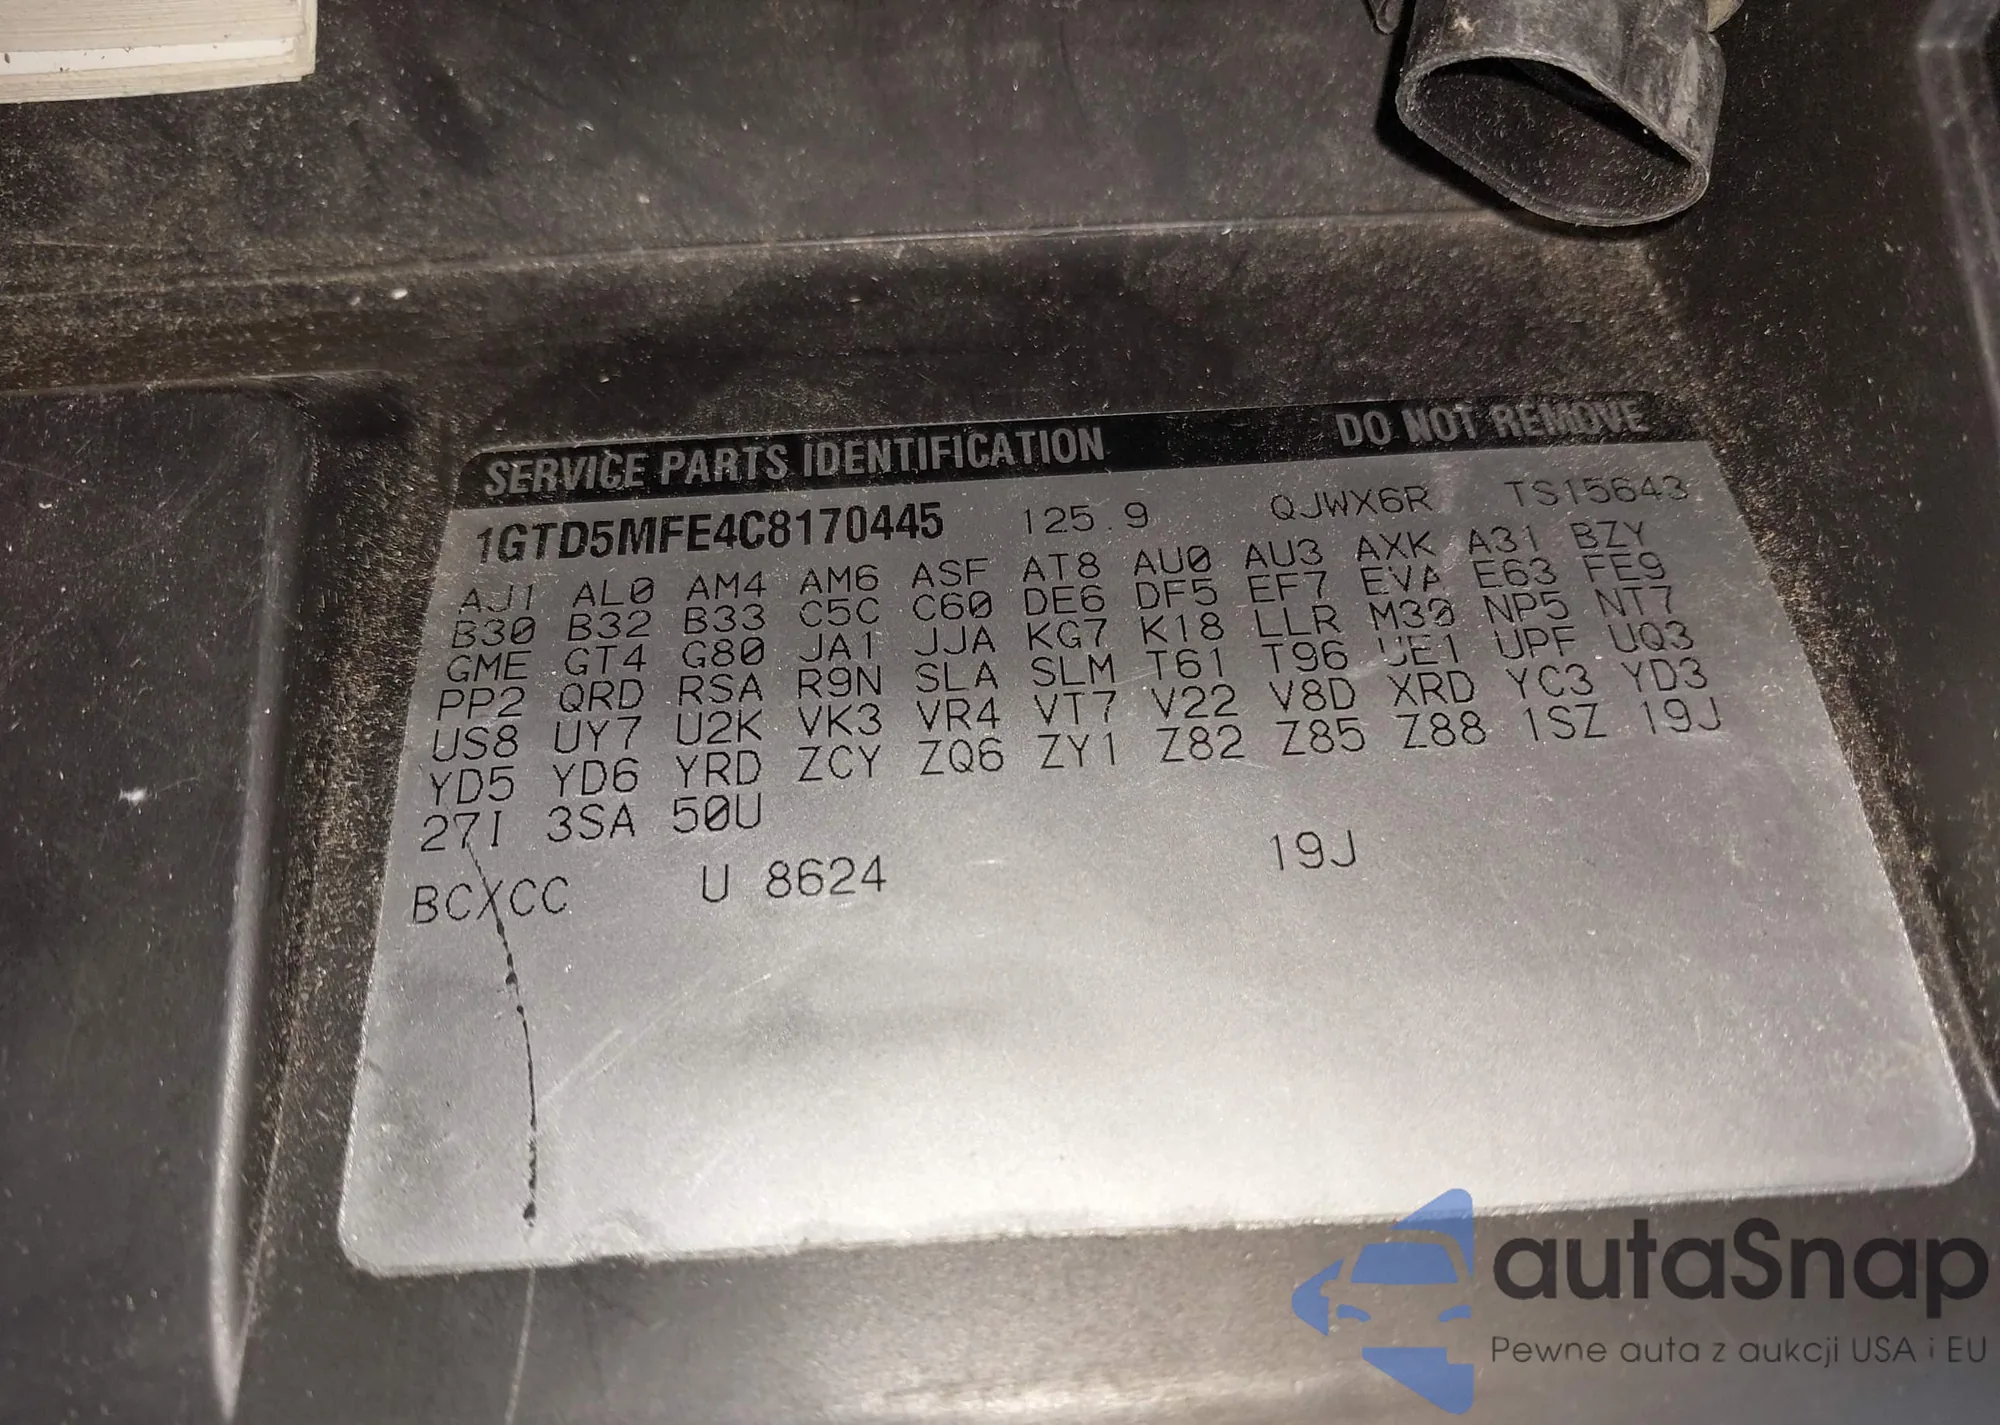 SERVICE PARTS IDENTIFICATION DO NOT REMOVE
1GTD5MFE4C8170445 125.9 QJWX6R TS15643
AJ1 AL0 AM4 AM6 ASF AT8 AU0 AU3 AXK A31 BZY
B30 B32 B33 C5C C60 DE6 DF5 EF7 EVA E63 FE9
GME GT4 G80 JA1 JJA KG7 K18 LLR M30 NP5 NT7
PP2 QRD RSA R9N SLA SLM T61 T96 UE1 UPF UQ3
US8 UY7 U2K VK3 VR4 VT7 V22 V8D XRD YC3 YD3
YD5 YD6 YRD ZCY ZQ6 ZY1 Z82 Z85 Z88 1SZ 19J
27I 3SA 50U
BCXCC U 8624 19J
autaSnap
Pewne auta z aukcji USA i EU